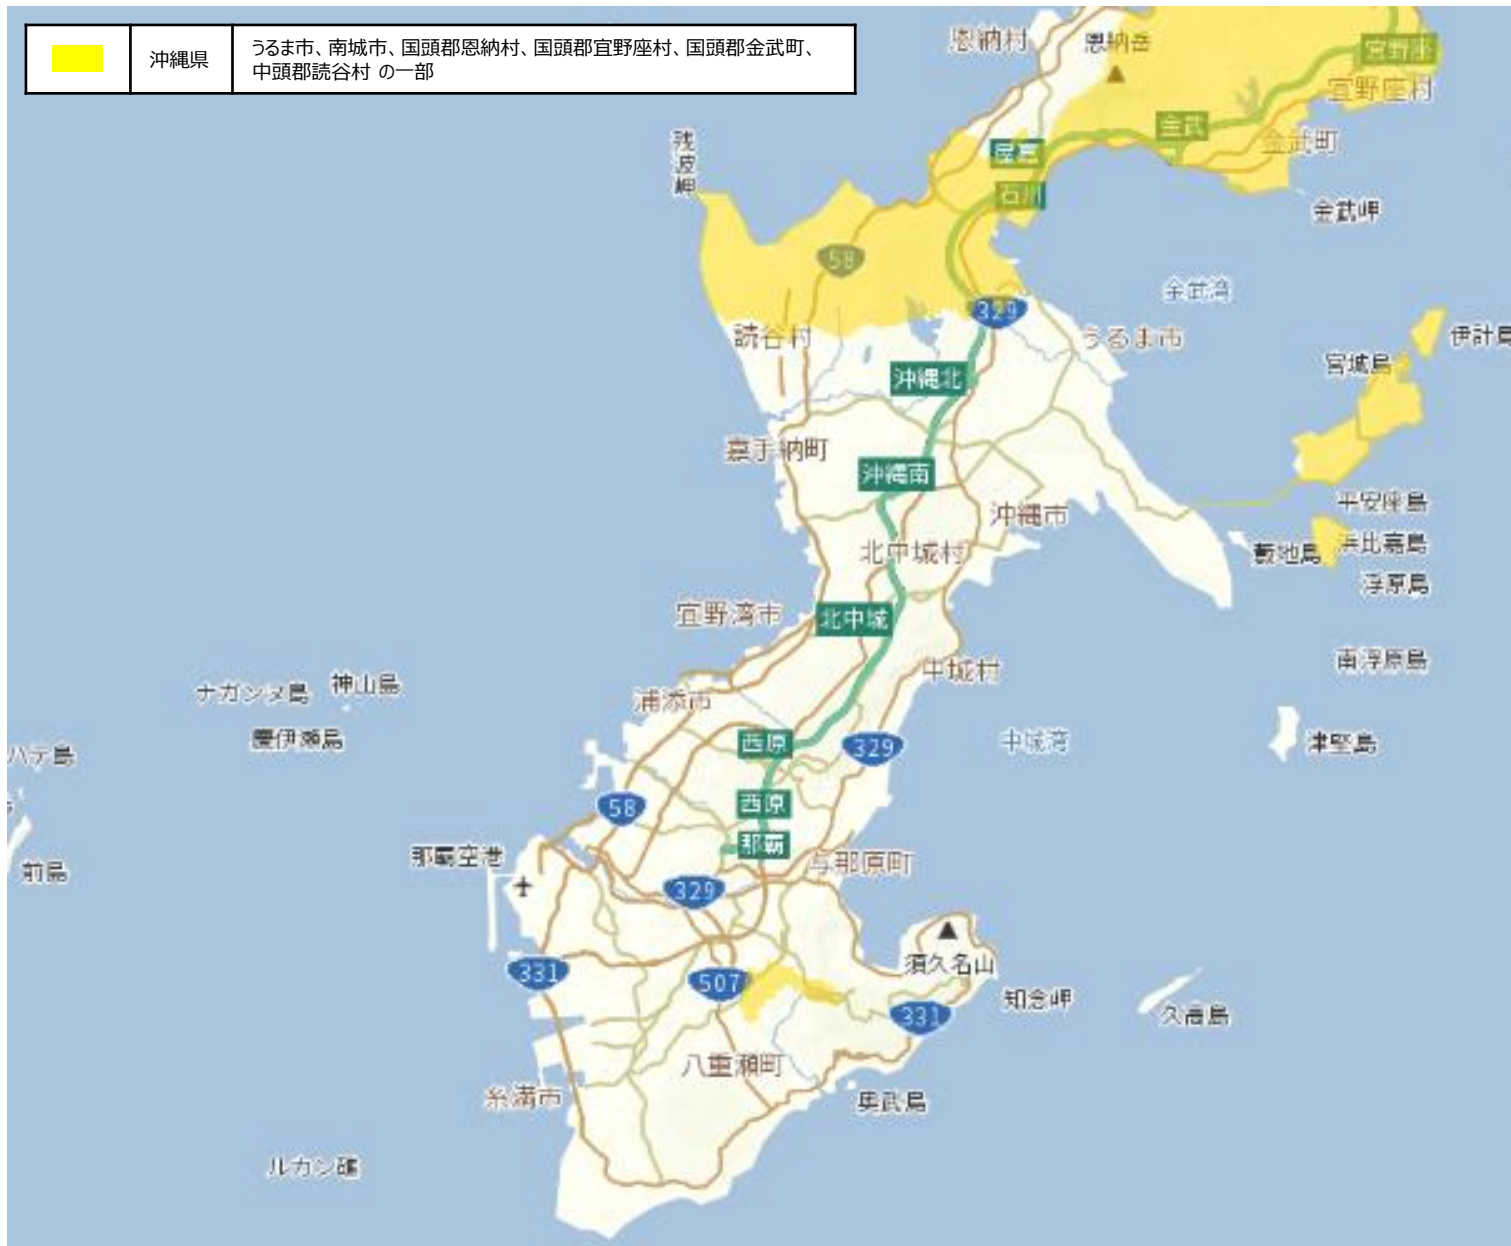 沖縄県
うるま市、南城市、国頭郡恩納村、国頭郡宜野座村、国頭郡金武町、
中頭郡読谷村 の一部
恩納村
恩納岳
宜野座村
金武
金武町
屋嘉
石川
金武岬
残波岬
58
金武湾
329
うるま市
読谷村
伊計島
宮城島
沖縄北
嘉手納町
沖縄南
沖縄市
平安座島
北中城村
藪地島
浜比嘉島
浮原島
宜野湾市
北中城
中城村
南浮原島
ナガンヌ島
神山島
浦添市
慶伊瀬島
西原
329
中城湾
津堅島
ハテ島
58
西原
那覇
那覇空港
与那原町
前島
329
須久名山
331
507
知念岬
久高島
331
八重瀬町
糸満市
奥武島
ルカン礁